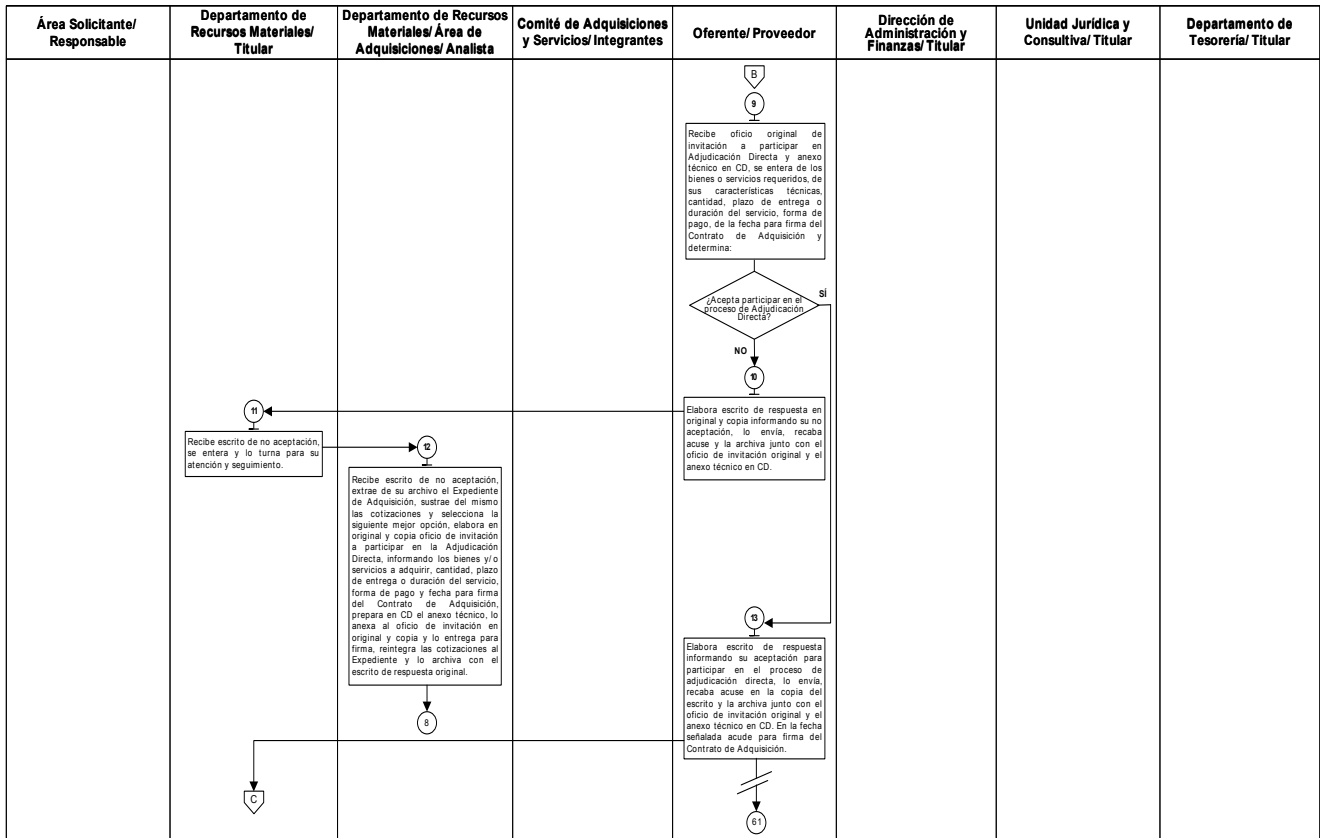 Área Solicitante/
Responsable
Departamento de
Recursos Materiales/
Titular
Departamento de Recursos
Materiales/ Área de
Adquisiciones/ Analista
Comité de Adquisiciones
y Servicios/ Integrantes
Oferente/ Proveedor
Dirección de
Administración y
Finanzas/ Titular
Unidad Jurídica y
Consultiva/ Titular
Departamento de
Tesorería/ Titular
B
9
Recibe oficio original de
invitación a participar en
Adjudicación Directa y anexo
técnico en CD, se entera de los
bienes o servicios requeridos, de
sus características técnicas,
cantidad, plazo de entrega o
duración del servicio, forma de
pago, de la fecha para firma del
Contrato de Adquisición y
determina:
¿Acepta participar en el
proceso de Adjudicación
Directa?
SÍ
NO
10
Elabora escrito de respuesta en
original y copia informando su no
aceptación, lo envía, recaba
acuse y la archiva junto con el
oficio de invitación original y el
anexo técnico en CD.
11
Recibe escrito de no aceptación,
se entera y lo turna para su
atención y seguimiento.
12
Recibe escrito de no aceptación,
extrae de su archivo el Expediente
de Adquisición, sustrae del mismo
las cotizaciones y selecciona la
siguiente mejor opción, elabora en
original y copia oficio de invitación
a participar en la Adjudicación
Directa, informando los bienes y/o
servicios a adquirir, cantidad, plazo
de entrega o duración del servicio,
forma de pago y fecha para firma
del Contrato de Adquisición,
prepara en CD el anexo técnico, lo
anexa al oficio de invitación en
original y copia y lo entrega para
firma, reintegra las cotizaciones al
Expediente y lo archiva con el
escrito de respuesta original.
8
13
Elabora escrito de respuesta
informando su aceptación para
participar en el proceso de
adjudicación directa, lo envía,
recaba acuse en la copia del
escrito y la archiva junto con el
oficio de invitación original y el
anexo técnico en CD. En la fecha
señalada acude para firma del
Contrato de Adquisición.
C
61